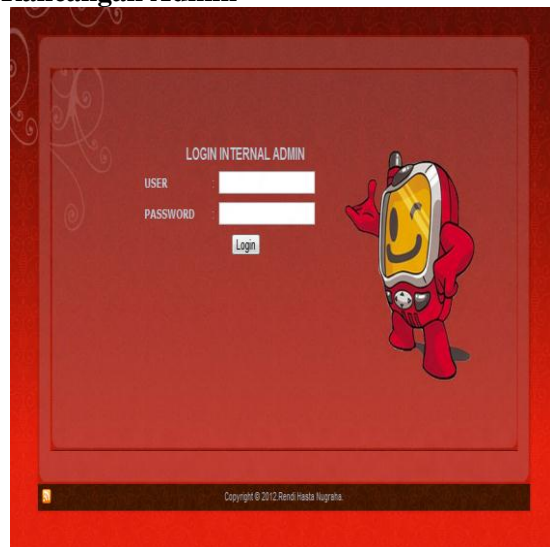 Rancangan Admin
LOGIN INTERNAL ADMIN
USER :
PASSWORD :
Login
Copyright © 2012.Rendi Hasta Nugraha.